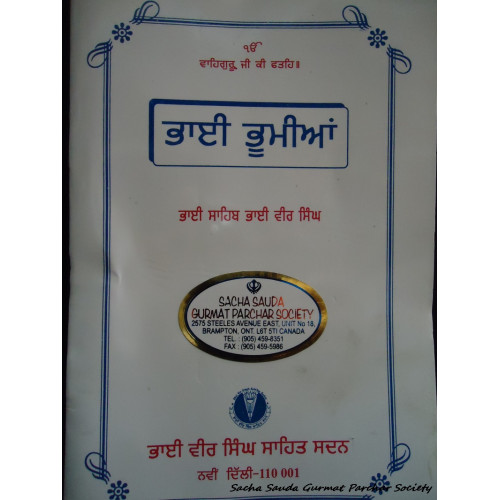 ੴ
ਵਾਹਿਗੁਰੂ ਜੀ ਕੀ ਫਤਹਿ॥
ਭਾਈ ਭੂਮੀਆਂ
ਭਾਈ ਸਾਹਿਬ ਭਾਈ ਵੀਰ ਸਿੰਘ
SACHA SAUDA
GURMAT PARCHAR SOCIETY
2575 STEELES AVENUE EAST, UNIT No 18,
BRAMPTON, ONT. L6T 5TI CANADA
TEL : (905) 459-8351
FAX : (905) 459-5986
ਭਾਈ ਵੀਰ ਸਿੰਘ ਸਾਹਿਤ ਸਦਨ
ਨਵੀਂ ਦਿੱਲੀ-110 001
Sacha Sauda Gurmat Parchar Society